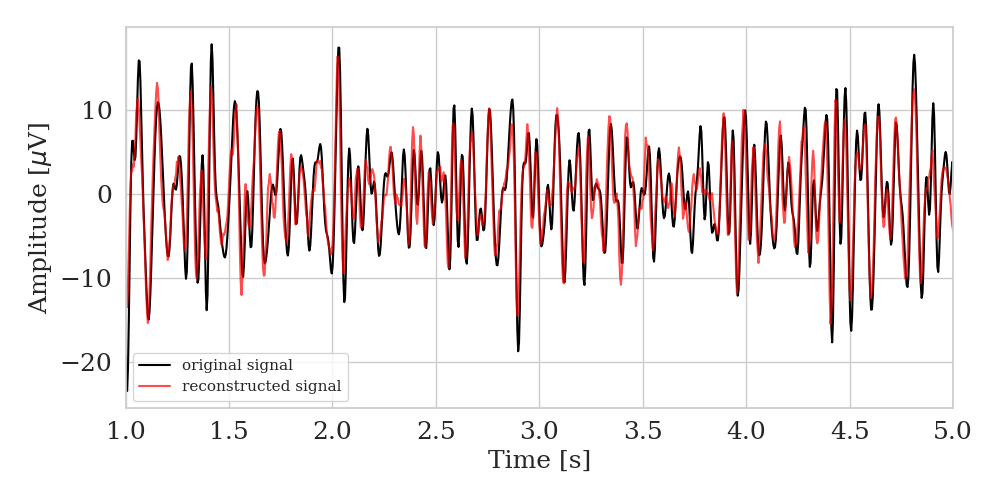 Amplitude [μV]
10
0
−10
−20
original signal
reconstructed signal
1.0 1.5 2.0 2.5 3.0 3.5 4.0 4.5 5.0
Time [s]